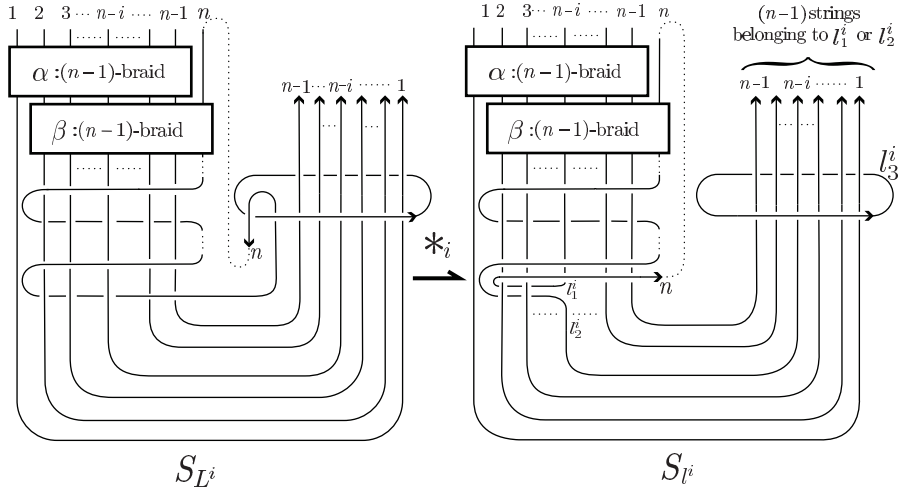 1 2 3 ··· n–i ···· n–1 n
α :(n–1)-braid
β :(n–1)-braid
n–1 ··· n–i ······ 1
n
S_{L^i}
*_i
1 2 3 ··· n–i ···· n–1 n
α :(n–1)-braid
β :(n–1)-braid
(n–1) strings
belonging to l_1^i or l_2^i
n–1 n–i ······ 1
l_3^i
n
l_1^i
l_2^i
S_{l^i}